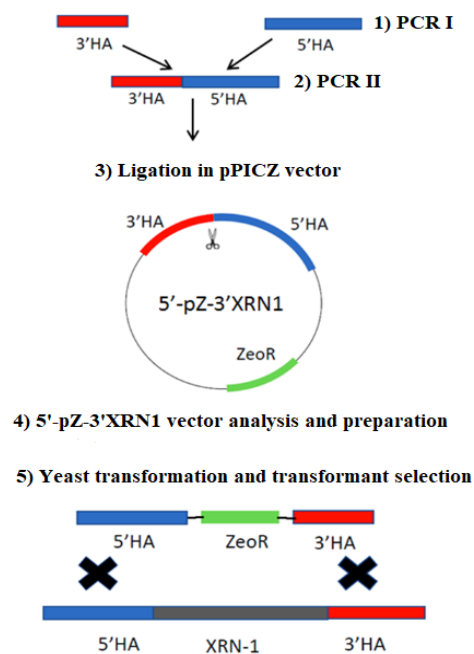 1) PCR I
3'HA
5'HA
2) PCR II
3'HA
5'HA
3) Ligation in pPICZ vector
3'HA
5'HA
5'-pZ-3'XRN1
ZeoR
4) 5'-pZ-3'XRN1 vector analysis and preparation
5) Yeast transformation and transformant selection
5'HA
ZeoR
3'HA
5'HA
XRN-1
3'HA